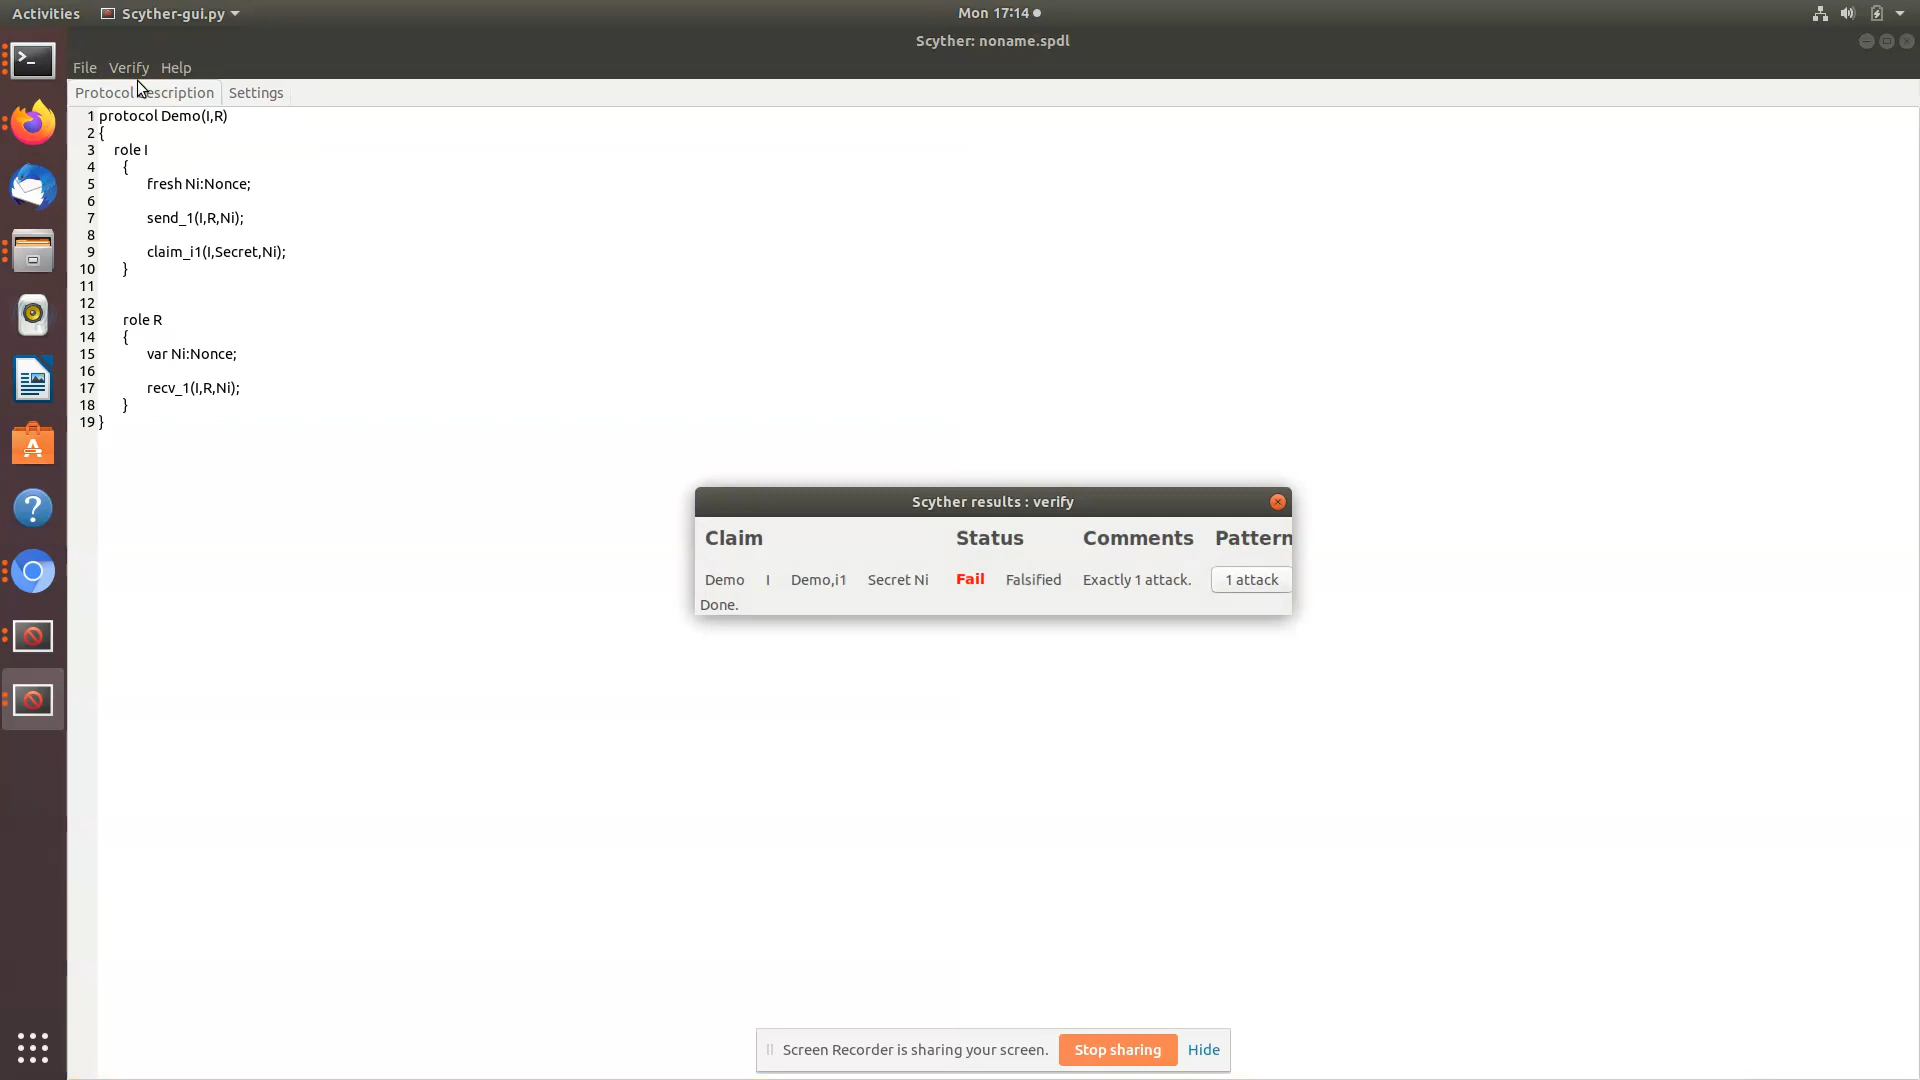 Activities Scyther-gui.py Mon 17:14
Scyther: noname.spdl
File Verify Help
Protocol escription Settings
1 protocol Demo(I,R)
2 {
3 role I
4 {
5 fresh Ni:Nonce;
6
7 send_1(I,R,Ni);
8
9 claim_i1(I,Secret,Ni);
10 }
11
12
13 role R
14 {
15 var Ni:Nonce;
16
17 recv_1(I,R,Ni);
18 }
19 }
Scyther results : verify
Claim Status Comments Pattern
Demo I Demo,i1 Secret Ni Fail Falsified Exactly 1 attack. 1 attack
Done.
Screen Recorder is sharing your screen. Stop sharing Hide